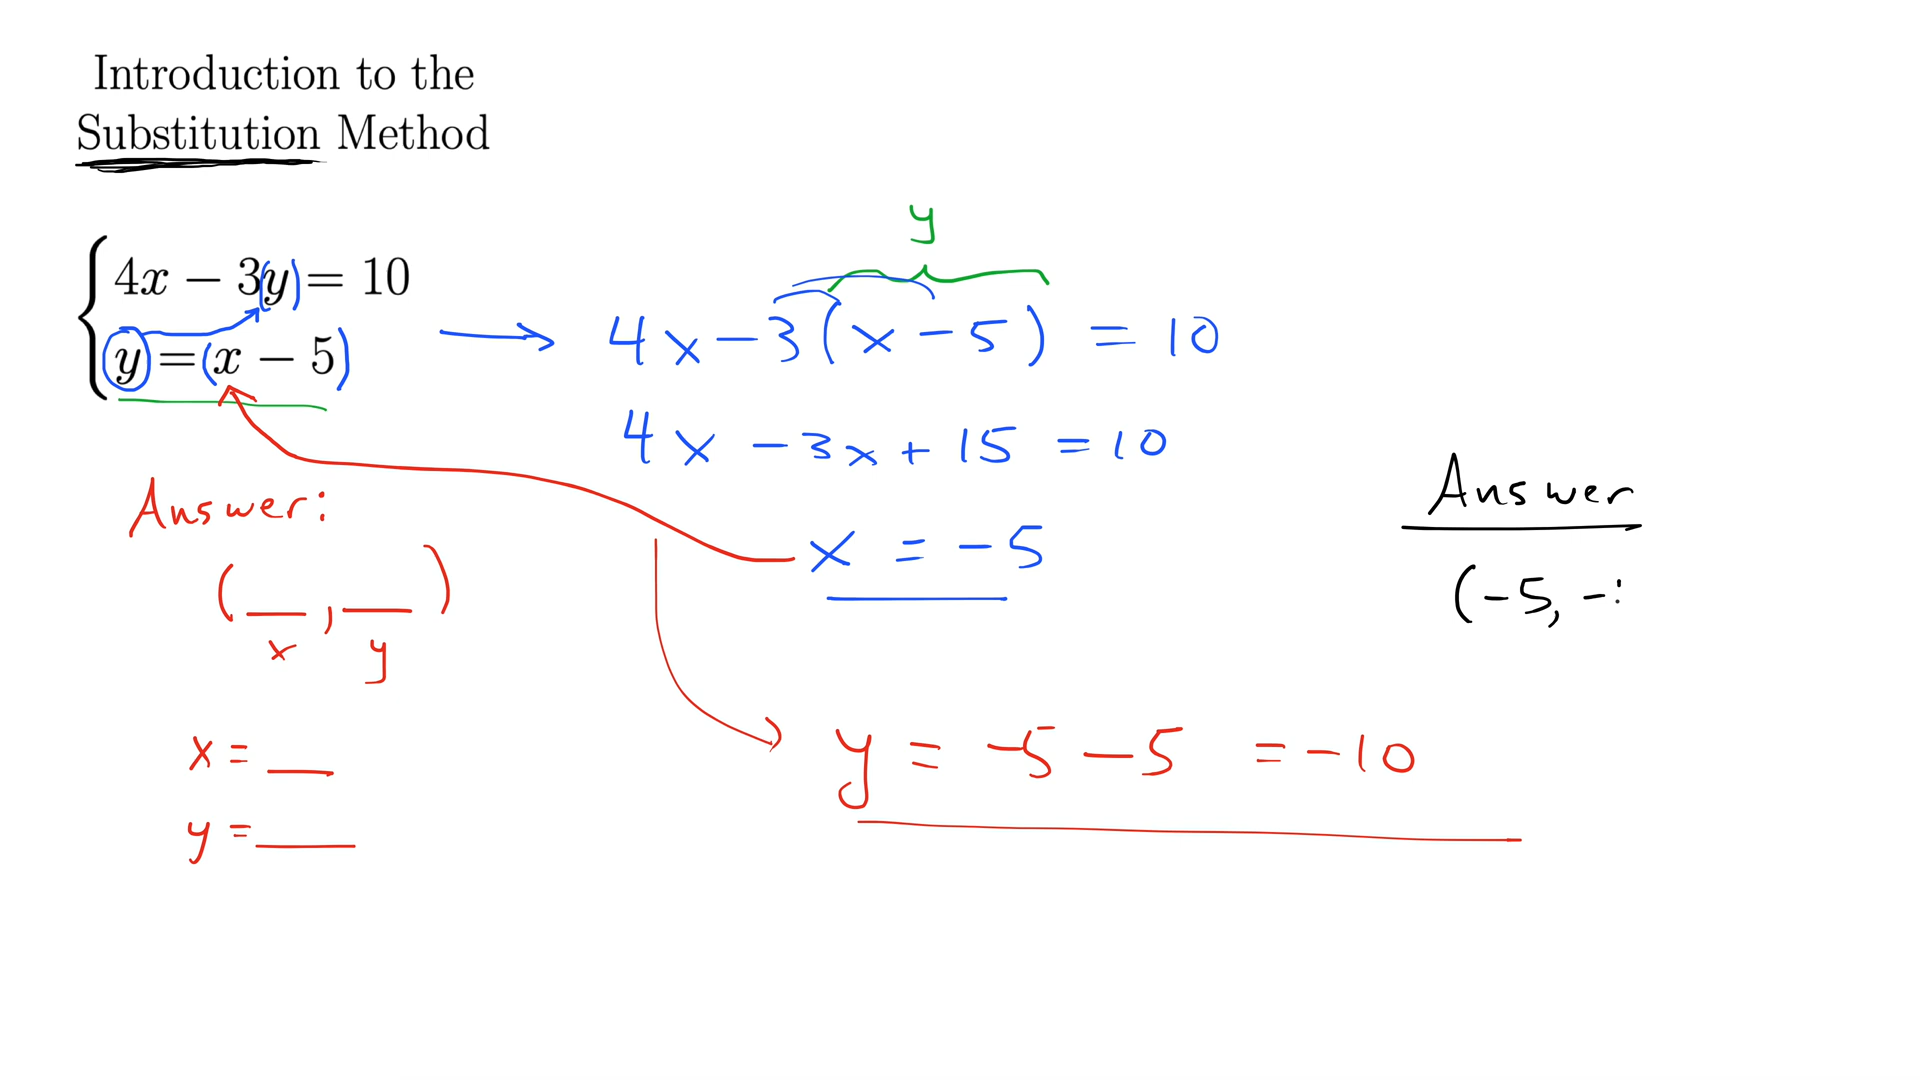 Introduction to the
Substitution Method
4x − 3(y) = 10
y = (x − 5)
Answer:
( __ , __ )
x y
x = __
y = __
y
4x − 3(x − 5) = 10
4x − 3x + 15 = 10
x = −5
y = −5 − 5 = −10
Answer
(−5, −